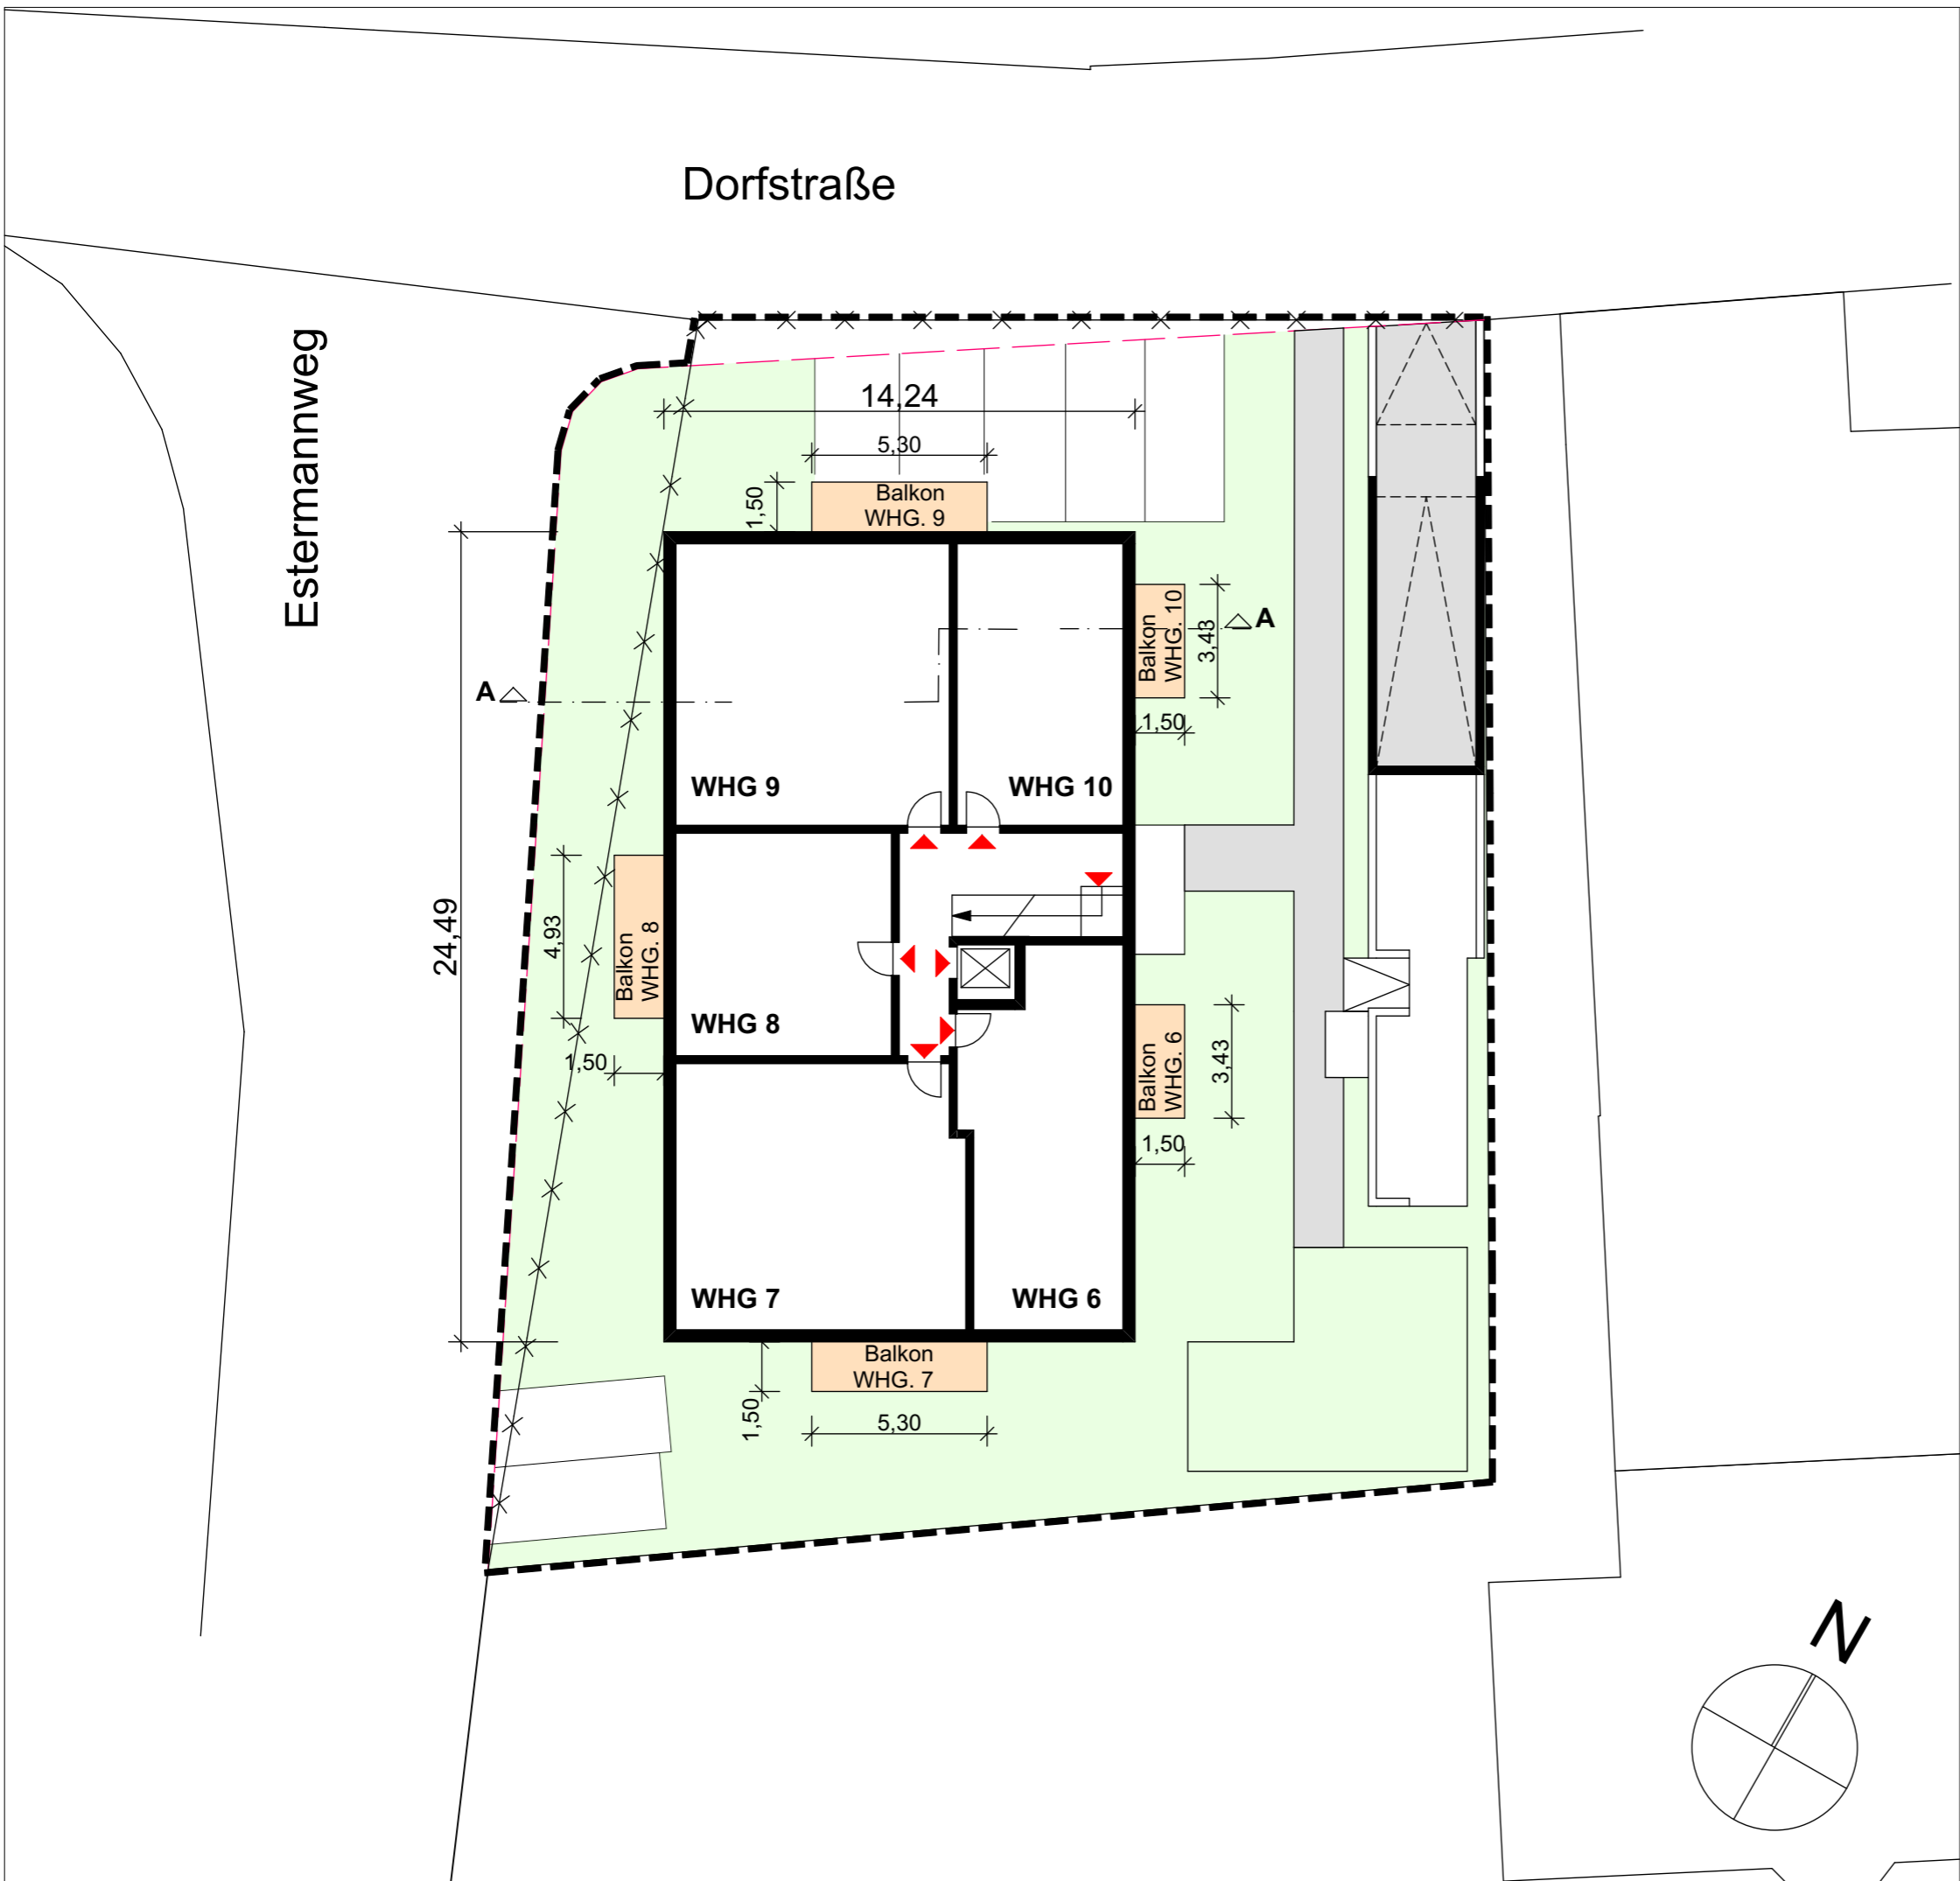 Dorfstraße
Estermannweg
14,24
5,30
1,50
Balkon
WHG. 9
Balkon
WHG. 10
3,43
A
A
1,50
WHG 9
WHG 10
24,49
4,93
Balkon
WHG. 8
1,50
WHG 8
Balkon
WHG. 6
3,43
1,50
WHG 7
WHG 6
Balkon
WHG. 7
1,50
5,30
N